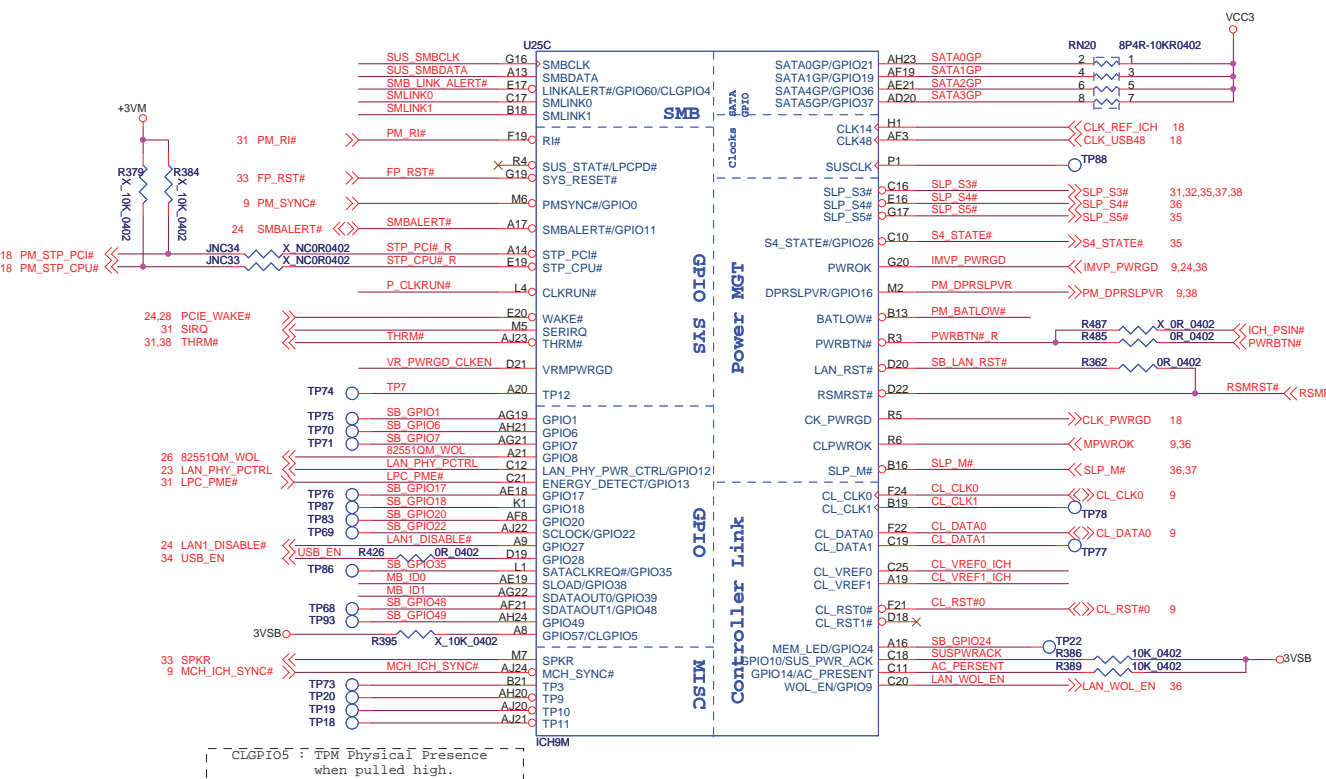 VCC3
U25C
RN20 8P4R-10KR0402
SUS_SMBCLK G16 SMBCLK
SUS_SMBDATA A13 SMBDATA
SMB_LINK_ALERT# E17 LINKALERT#/GPIO60/CLGPIO4
SMLINK0 C17 SMLINK0
SMLINK1 B18 SMLINK1
SMB
SATA GPIO
SATA0GP/GPIO21 AH23 SATA0GP 2 1
SATA1GP/GPIO19 AF19 SATA1GP 4 3
SATA4GP/GPIO36 AE21 SATA2GP 6 5
SATA5GP/GPIO37 AD20 SATA3GP 8 7
+3VM
R379 X_10K_0402
R384 X_10K_0402
31 PM_RI# PM_RI# F19 RI#
R4 SUS_STAT#/LPCPD#
33 FP_RST# FP_RST# G19 SYS_RESET#
9 PM_SYNC# M6 PMSYNC#/GPIO0
24 SMBALERT# SMBALERT# A17 SMBALERT#/GPIO11
18 PM_STP_PCI# JNC34 X_NC0R0402 STP_PCI#_R A14 STP_PCI#
18 PM_STP_CPU# JNC33 X_NC0R0402 STP_CPU#_R E19 STP_CPU#
P_CLKRUN# L4 CLKRUN#
24,28 PCIE_WAKE# E20 WAKE#
31 SIRQ M5 SERIRQ
31,38 THRM# THRM# AJ23 THRM#
VR_PWRGD_CLKEN D21 VRMPWRGD
TP74 TP7 A20 TP12
GPIO SYS
Clocks
CLK14 H1 CLK_REF_ICH 18
CLK48 AF3 CLK_USB48 18
SUSCLK P1 TP88
Power MGT
SLP_S3# C16 SLP_S3# SLP_S3# 31,32,35,37,38
SLP_S4# E16 SLP_S4# SLP_S4# 36
SLP_S5# G17 SLP_S5# SLP_S5# 35
S4_STATE#/GPIO26 C10 S4_STATE# S4_STATE# 35
PWROK G20 IMVP_PWRGD IMVP_PWRGD 9,24,38
DPRSLPVR/GPIO16 M2 PM_DPRSLPVR PM_DPRSLPVR 9,38
BATLOW# B13 PM_BATLOW#
R487 X_0R_0402 ICH_PSIN#
PWRBTN# R3 PWRBTN#_R R485 0R_0402 PWRBTN#
LAN_RST# D20 SB_LAN_RST# R362 0R_0402
RSMRST# D22 RSMRST#
CK_PWRGD R5 CLK_PWRGD 18
CLPWROK R6 MPWROK 9,36
SLP_M# B16 SLP_M# SLP_M# 36,37
TP75 SB_GPIO1 AG19 GPIO1
TP70 SB_GPIO6 AH21 GPIO6
TP71 SB_GPIO7 AG21 GPIO7
26 82551QM_WOL 82551QM_WOL A21 GPIO8
23 LAN_PHY_PCTRL LAN_PHY_PCTRL C12 LAN_PHY_PWR_CTRL/GPIO12
31 LPC_PME# LPC_PME# C21 ENERGY_DETECT/GPIO13
TP76 SB_GPIO17 AE18 GPIO17
TP87 SB_GPIO18 K1 GPIO18
TP83 SB_GPIO20 AF8 GPIO20
TP69 SB_GPIO22 AJ22 SCLOCK/GPIO22
24 LAN1_DISABLE# LAN1_DISABLE# A9 GPIO27
34 USB_EN USB_EN R426 0R_0402 D19 GPIO28
TP86 SB_GPIO35 L1 SATACLKREQ#/GPIO35
MB_ID0 AE19 SLOAD/GPIO38
MB_ID1 AG22 SDATAOUT0/GPIO39
TP68 SB_GPIO48 AF21 SDATAOUT1/GPIO48
TP93 SB_GPIO49 AH24 GPIO49
3VSB R395 X_10K_0402 A8 GPIO57/CLGPIO5
GPIO
Controller Link
CL_CLK0 F24 CL_CLK0 CL_CLK0 9
CL_CLK1 B19 CL_CLK1 TP78
CL_DATA0 F22 CL_DATA0 CL_DATA0 9
CL_DATA1 C19 CL_DATA1 TP77
CL_VREF0 C25 CL_VREF0_ICH
CL_VREF1 A19 CL_VREF1_ICH
CL_RST0# F21 CL_RST#0 CL_RST#0 9
CL_RST1# D18
MEM_LED/GPIO24 A16 SB_GPIO24 TP22
GPIO10/SUS_PWR_ACK C18 SUSPWRACK R386 10K_0402 3VSB
GPIO14/AC_PRESENT C11 AC_PERSENT R389 10K_0402
WOL_EN/GPIO9 C20 LAN_WOL_EN LAN_WOL_EN 36
33 SPKR M7 SPKR
9 MCH_ICH_SYNC# MCH_ICH_SYNC# AJ24 MCH_SYNC#
TP73 B21 TP3
TP20 AH20 TP9
TP19 AJ20 TP10
TP18 AJ21 TP11
MISC
ICH9M
CLGPIO5 : TPM Physical Presence
when pulled high.